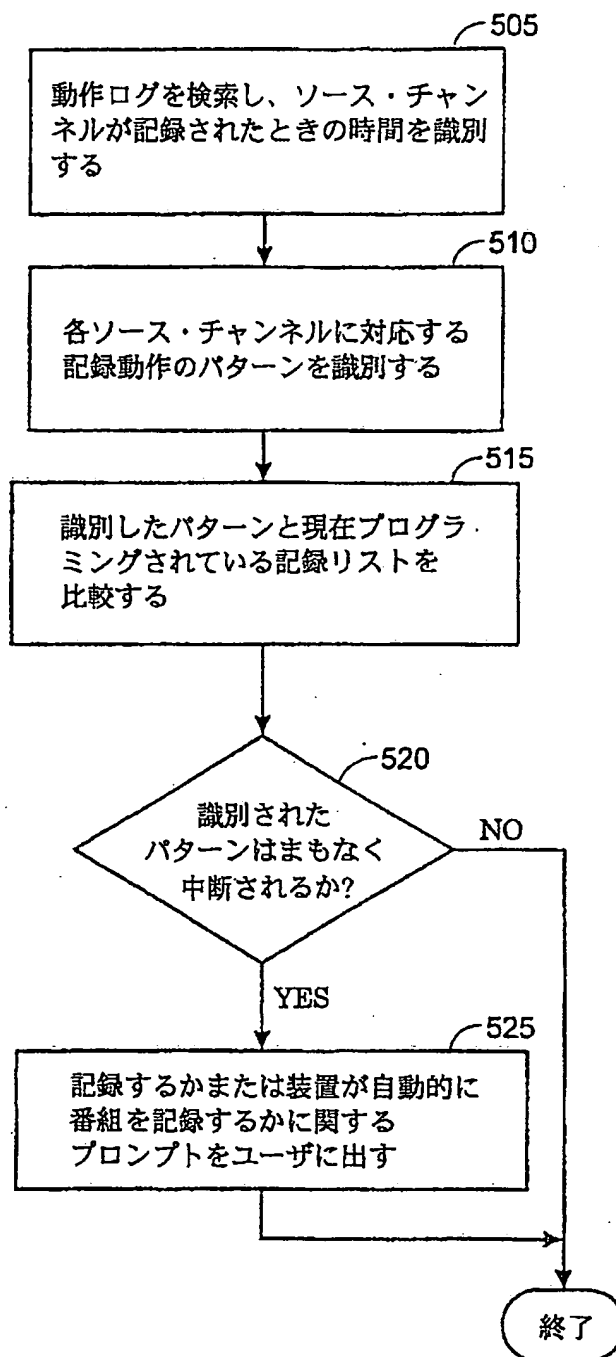 505
動作ログを検索し、ソース・チャン
ネルが記録されたときの時間を識別
する
510
各ソース・チャンネルに対応する
記録動作のパターンを識別する
515
識別したパターンと現在プログラ
ミングされている記録リストを
比較する
520
識別された
パターンはまもなく
中断されるか?
NO
YES
525
記録するかまたは装置が自動的に
番組を記録するかに関する
プロンプトをユーザに出す
終了